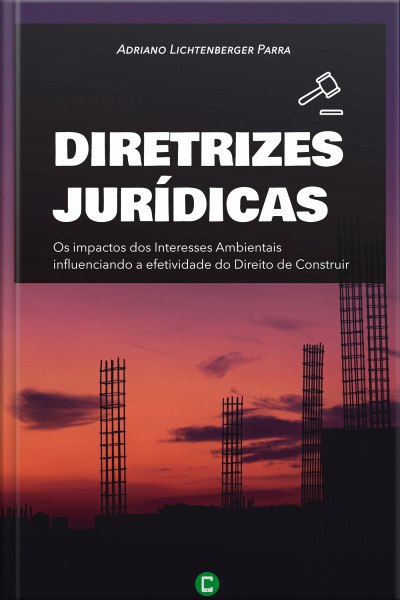 Adriano Lichtenberger Parra
DIRETRIZES
JURÍDICAS
Os impactos dos Interesses Ambientais
influenciando a efetividade do Direito de Construir